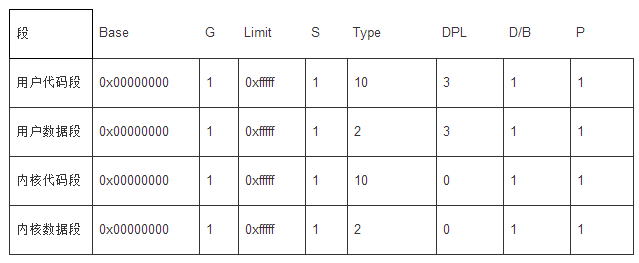 段 Base G Limit S Type DPL D/B P
用户代码段 0x00000000 1 0xfffff 1 10 3 1 1
用户数据段 0x00000000 1 0xfffff 1 2 3 1 1
内核代码段 0x00000000 1 0xfffff 1 10 0 1 1
内核数据段 0x00000000 1 0xfffff 1 2 0 1 1